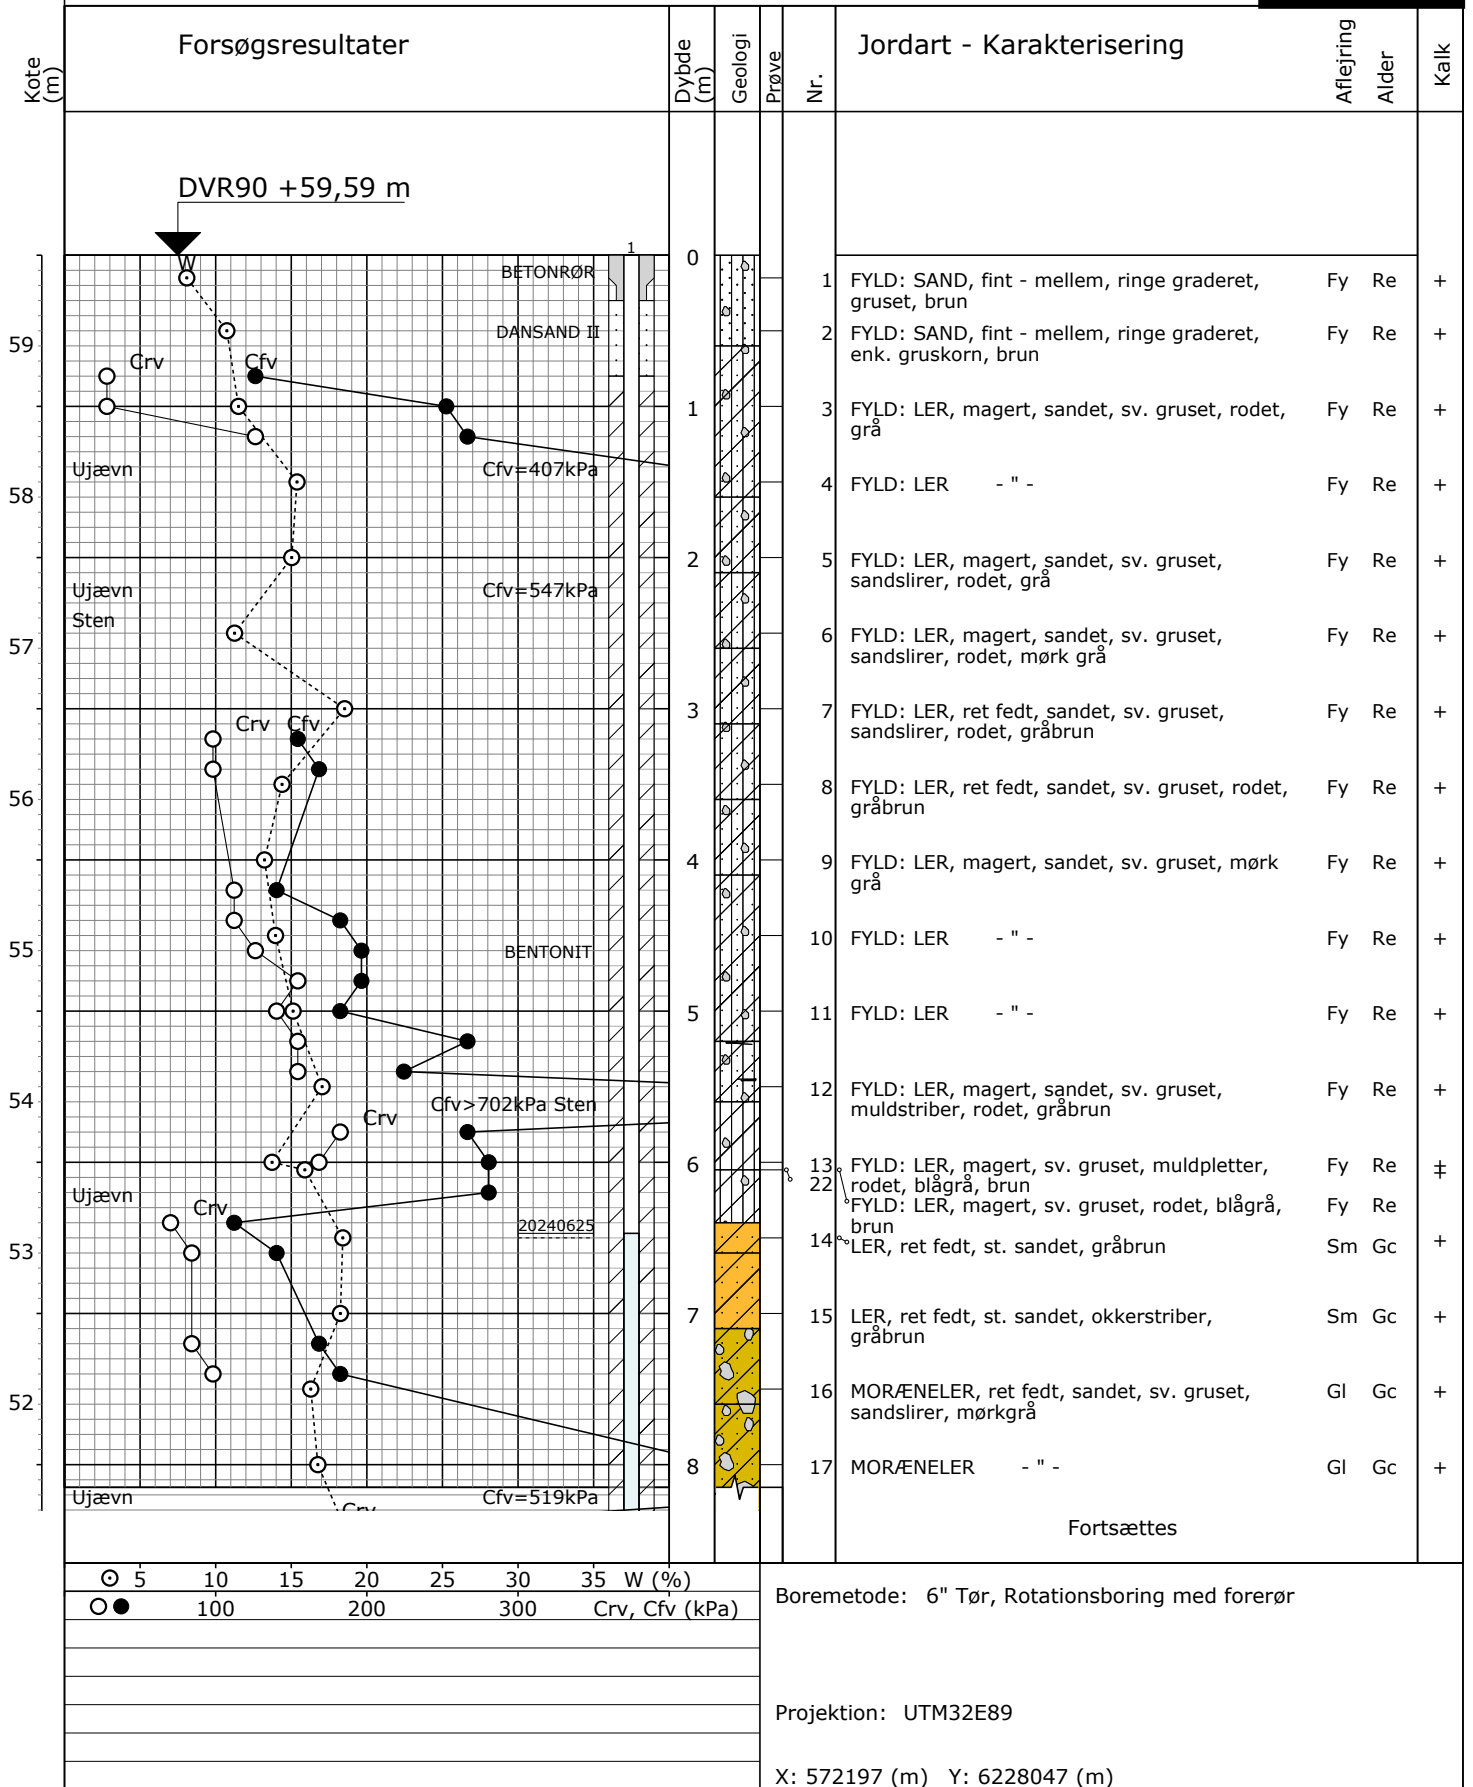 Kote (m)
Forsøgsresultater
Dybde (m)
Geologi
Prøve
Nr.
Jordart - Karakterisering
Aflejring
Alder
Kalk
DVR90 +59,59 m
W
1
BETONRØR
0
1 FYLD: SAND, fint - mellem, ringe graderet, Fy Re +
gruset, brun
59
DANSAND II
2 FYLD: SAND, fint - mellem, ringe graderet, Fy Re +
enk. gruskorn, brun
Crv Cfv
1
3 FYLD: LER, magert, sandet, sv. gruset, rodet, Fy Re +
grå
Ujævn Cfv=407kPa
58
4 FYLD: LER - " - Fy Re +
2
5 FYLD: LER, magert, sandet, sv. gruset, Fy Re +
sandslirer, rodet, grå
Ujævn Cfv=547kPa
Sten
57
6 FYLD: LER, magert, sandet, sv. gruset, Fy Re +
sandslirer, rodet, mørk grå
3
7 FYLD: LER, ret fedt, sandet, sv. gruset, Fy Re +
sandslirer, rodet, gråbrun
Crv Cfv
56
8 FYLD: LER, ret fedt, sandet, sv. gruset, rodet, Fy Re +
gråbrun
4
9 FYLD: LER, magert, sandet, sv. gruset, mørk Fy Re +
grå
55
BENTONIT
10 FYLD: LER - " - Fy Re +
5
11 FYLD: LER - " - Fy Re +
54
12 FYLD: LER, magert, sandet, sv. gruset, Fy Re +
muldstriber, rodet, gråbrun
Cfv>702kPa Sten
Crv
6
13 FYLD: LER, magert, sv. gruset, muldpletter, Fy Re +
rodet, blågrå, brun
Ujævn
22 FYLD: LER, magert, sv. gruset, rodet, blågrå, Fy Re +
brun
Crv
20240625
53
14 LER, ret fedt, st. sandet, gråbrun Sm Gc +
7
15 LER, ret fedt, st. sandet, okkerstriber, Sm Gc +
gråbrun
52
16 MORÆNELER, ret fedt, sandet, sv. gruset, Gl Gc +
sandslirer, mørkgrå
8
17 MORÆNELER - " - Gl Gc +
Ujævn Cfv=519kPa
Crv
Fortsættes
5 10 15 20 25 30 35 W (%)
100 200 300 Crv, Cfv (kPa)
Boremetode: 6" Tør, Rotationsboring med forerør
Projektion: UTM32E89
X: 572197 (m) Y: 6228047 (m)